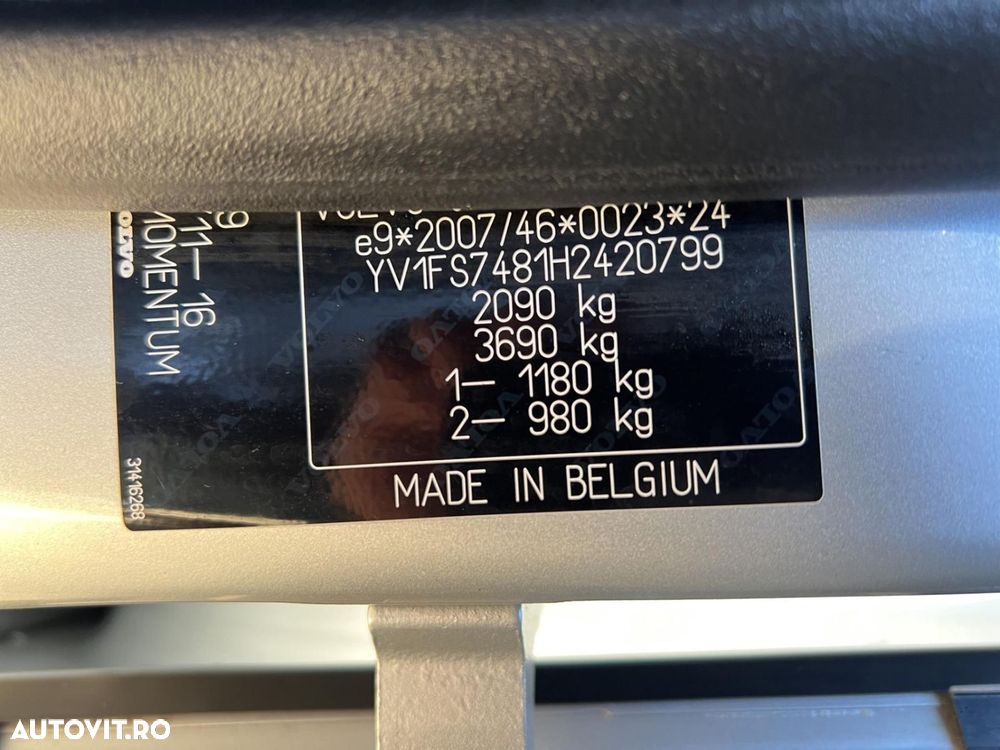 e9*2007/46*0023*24
YV1FS7481H2420799
2090 kg
3690 kg
1— 1180 kg
2— 980 kg
MADE IN BELGIUM
9
11— 16
MOMENTUM
VOLVO
31416268
AUTOVIT.RO